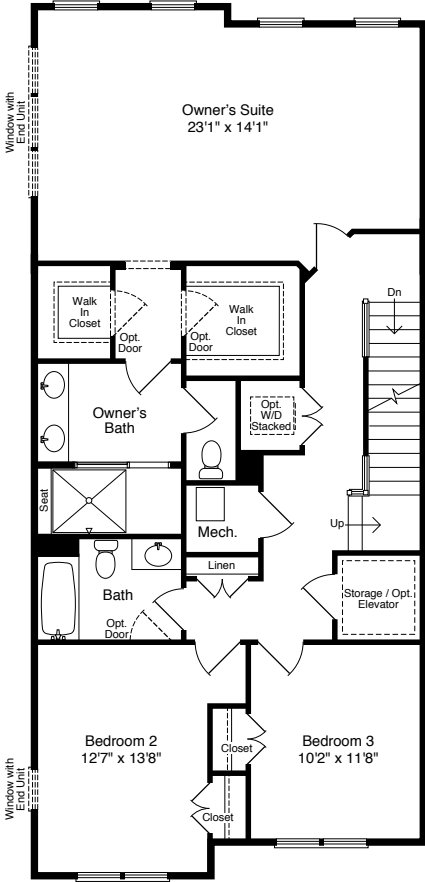 Owner's Suite
23'1" x 14'1"
Window with
End Unit
Dn
Walk
In
Closet
Opt.
Door
Opt.
Door
Walk
In
Closet
Owner's
Bath
Opt.
W/D
Stacked
Seat
Mech.
Up
Linen
Bath
Opt.
Door
Storage / Opt.
Elevator
Bedroom 2
12'7" x 13'8"
Closet
Bedroom 3
10'2" x 11'8"
Window with
End Unit
Closet